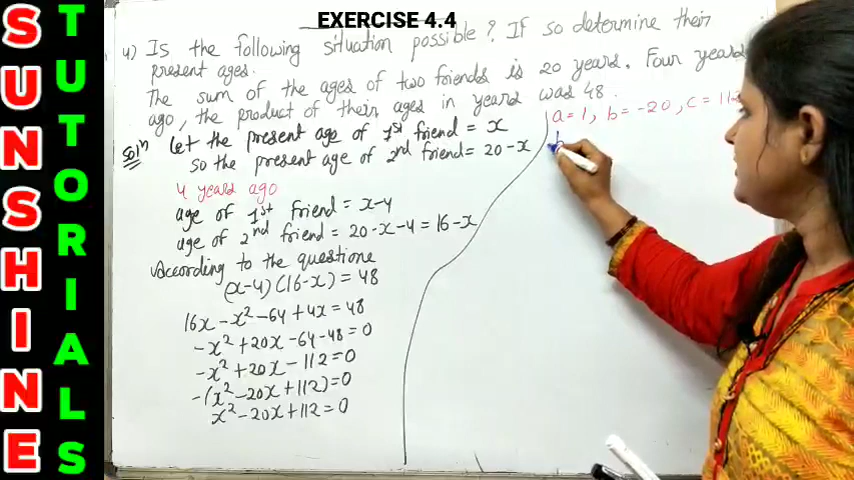 EXERCISE 4.4
SUNSHINE
TUTORIALS
4) Is the following situation possible? If so determine their
present ages.
The sum of the ages of two friends is 20 years. Four years
ago, the product of their ages in years was 48.
Soln
Let the present age of 1st friend = x
so the present age of 2nd friend = 20-x
4 years ago
age of 1st friend = x-4
age of 2nd friend = 20-x-4 = 16-x
According to the questione
(x-4) (16-x) = 48
16x - x² - 64 + 4x = 48
-x² + 20x - 64 - 48 = 0
-x² + 20x - 112 = 0
-(x² - 20x + 112) = 0
x² - 20x + 112 = 0
a = 1, b = -20, c = 112
b